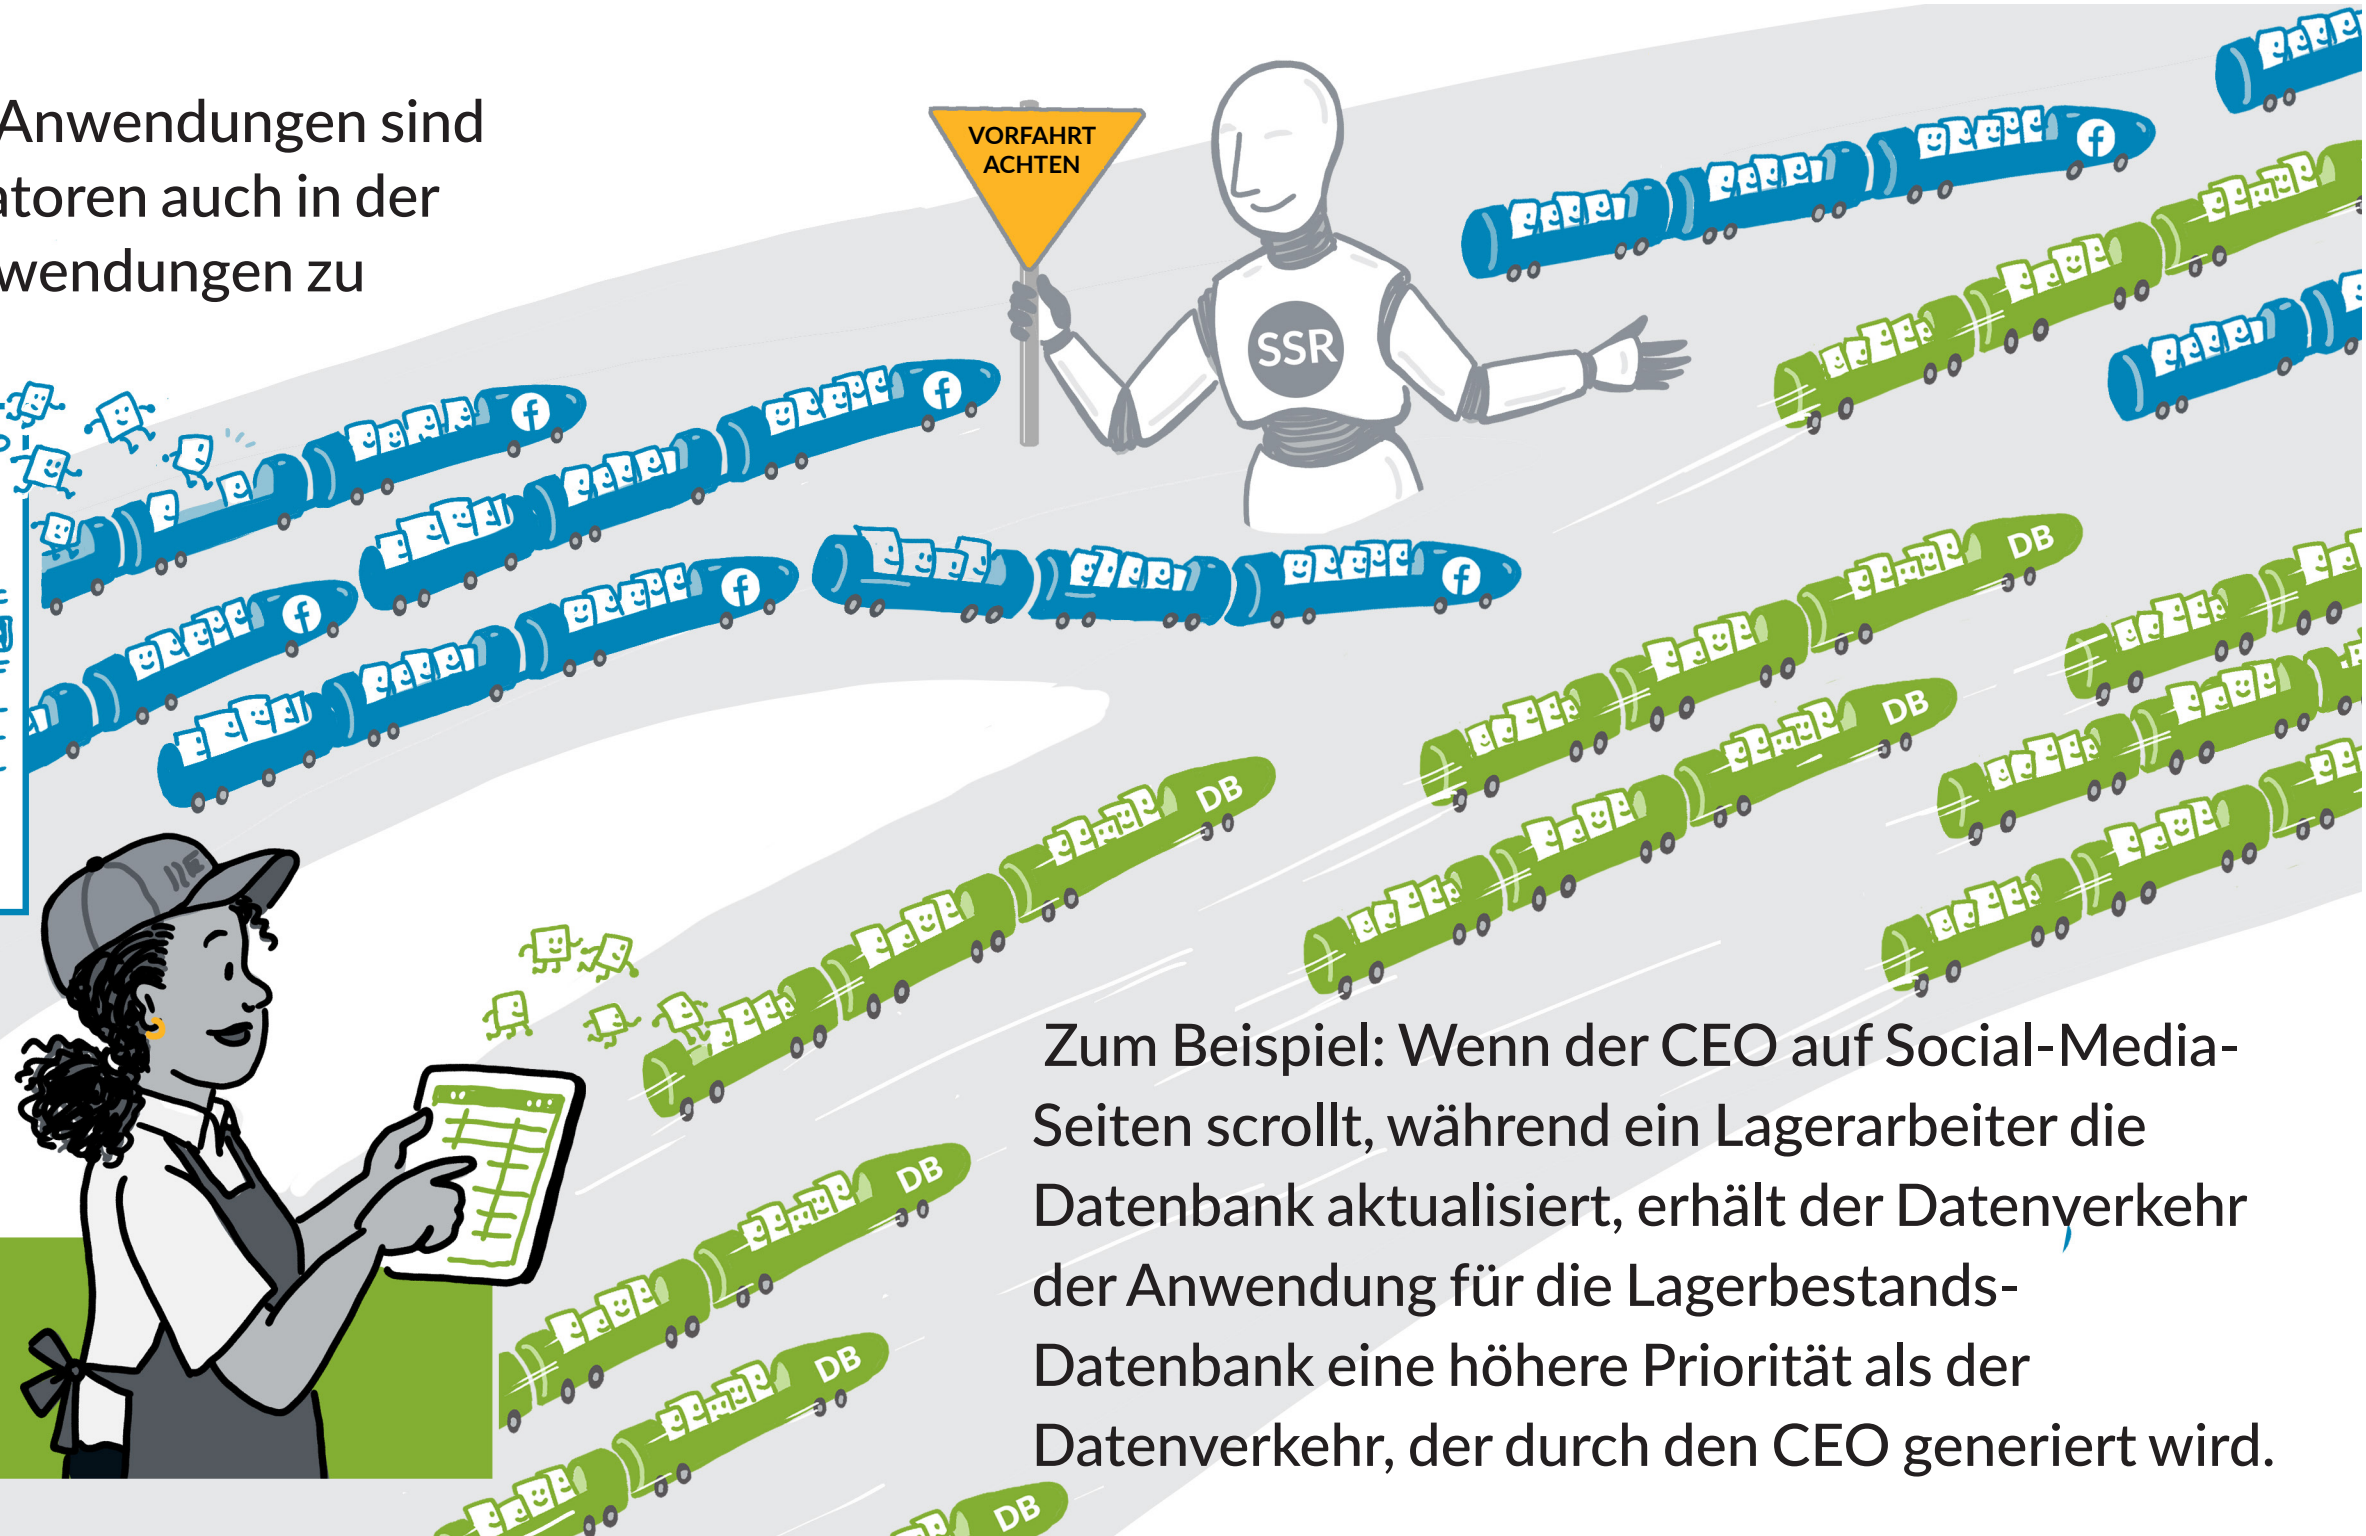 Anwendungen sind
atoren auch in der
wendungen zu
VORFAHRT
ACHTEN
SSR
DB
DB
DB
DB
DB
DB
Zum Beispiel: Wenn der CEO auf Social-Media-
Seiten scrollt, während ein Lagerarbeiter die
Datenbank aktualisiert, erhält der Datenverkehr
der Anwendung für die Lagerbestands-
Datenbank eine höhere Priorität als der
Datenverkehr, der durch den CEO generiert wird.